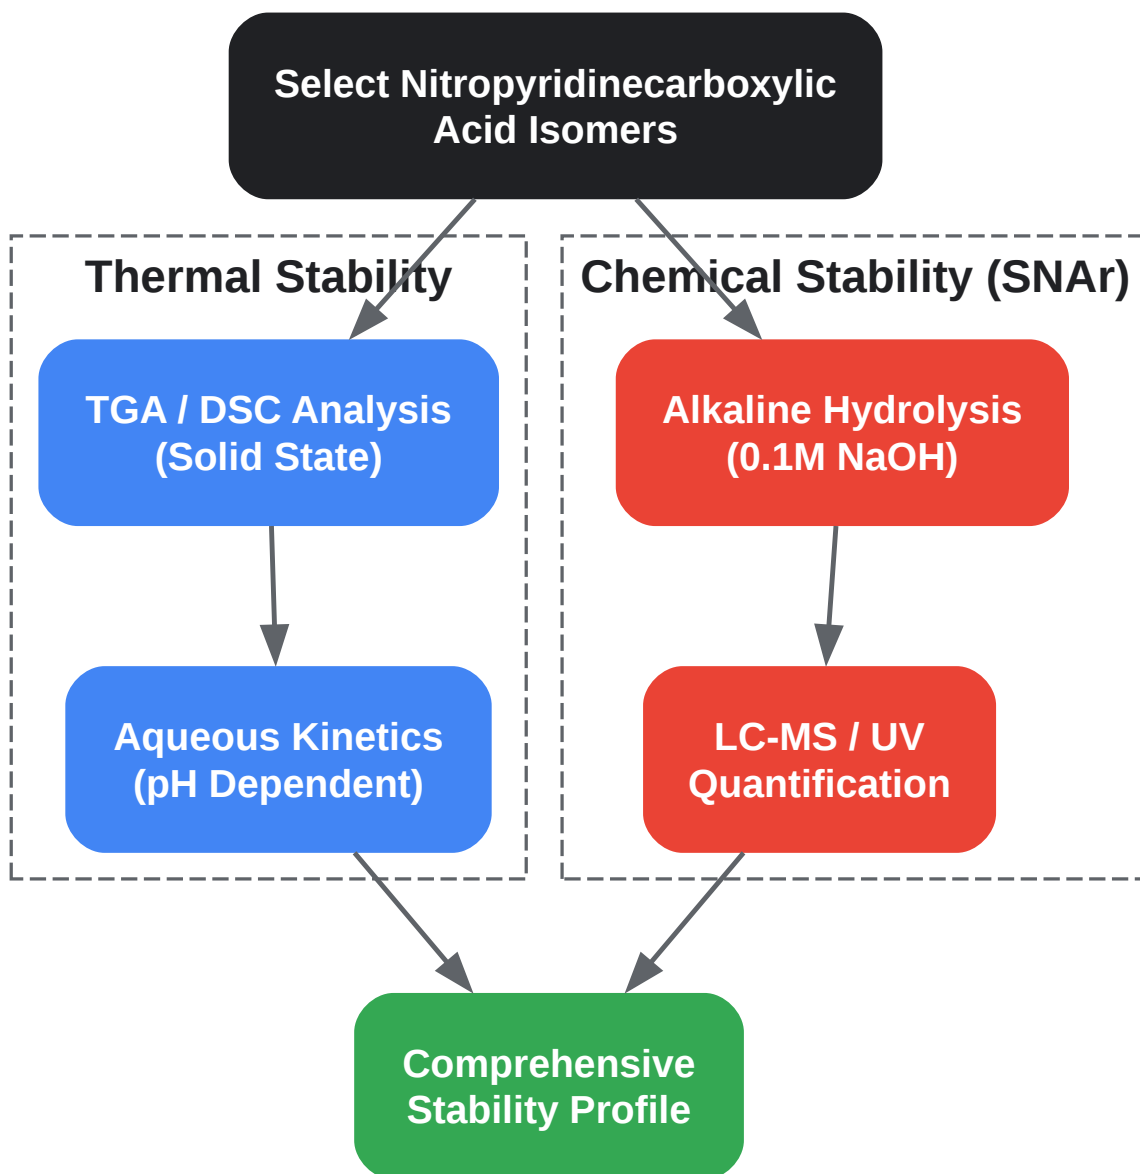 Select Nitropyridinecarboxylic
Acid Isomers
Thermal Stability
TGA / DSC Analysis
(Solid State)
Aqueous Kinetics
(pH Dependent)
Chemical Stability (SNAr)
Alkaline Hydrolysis
(0.1M NaOH)
LC-MS / UV
Quantification
Comprehensive
Stability Profile